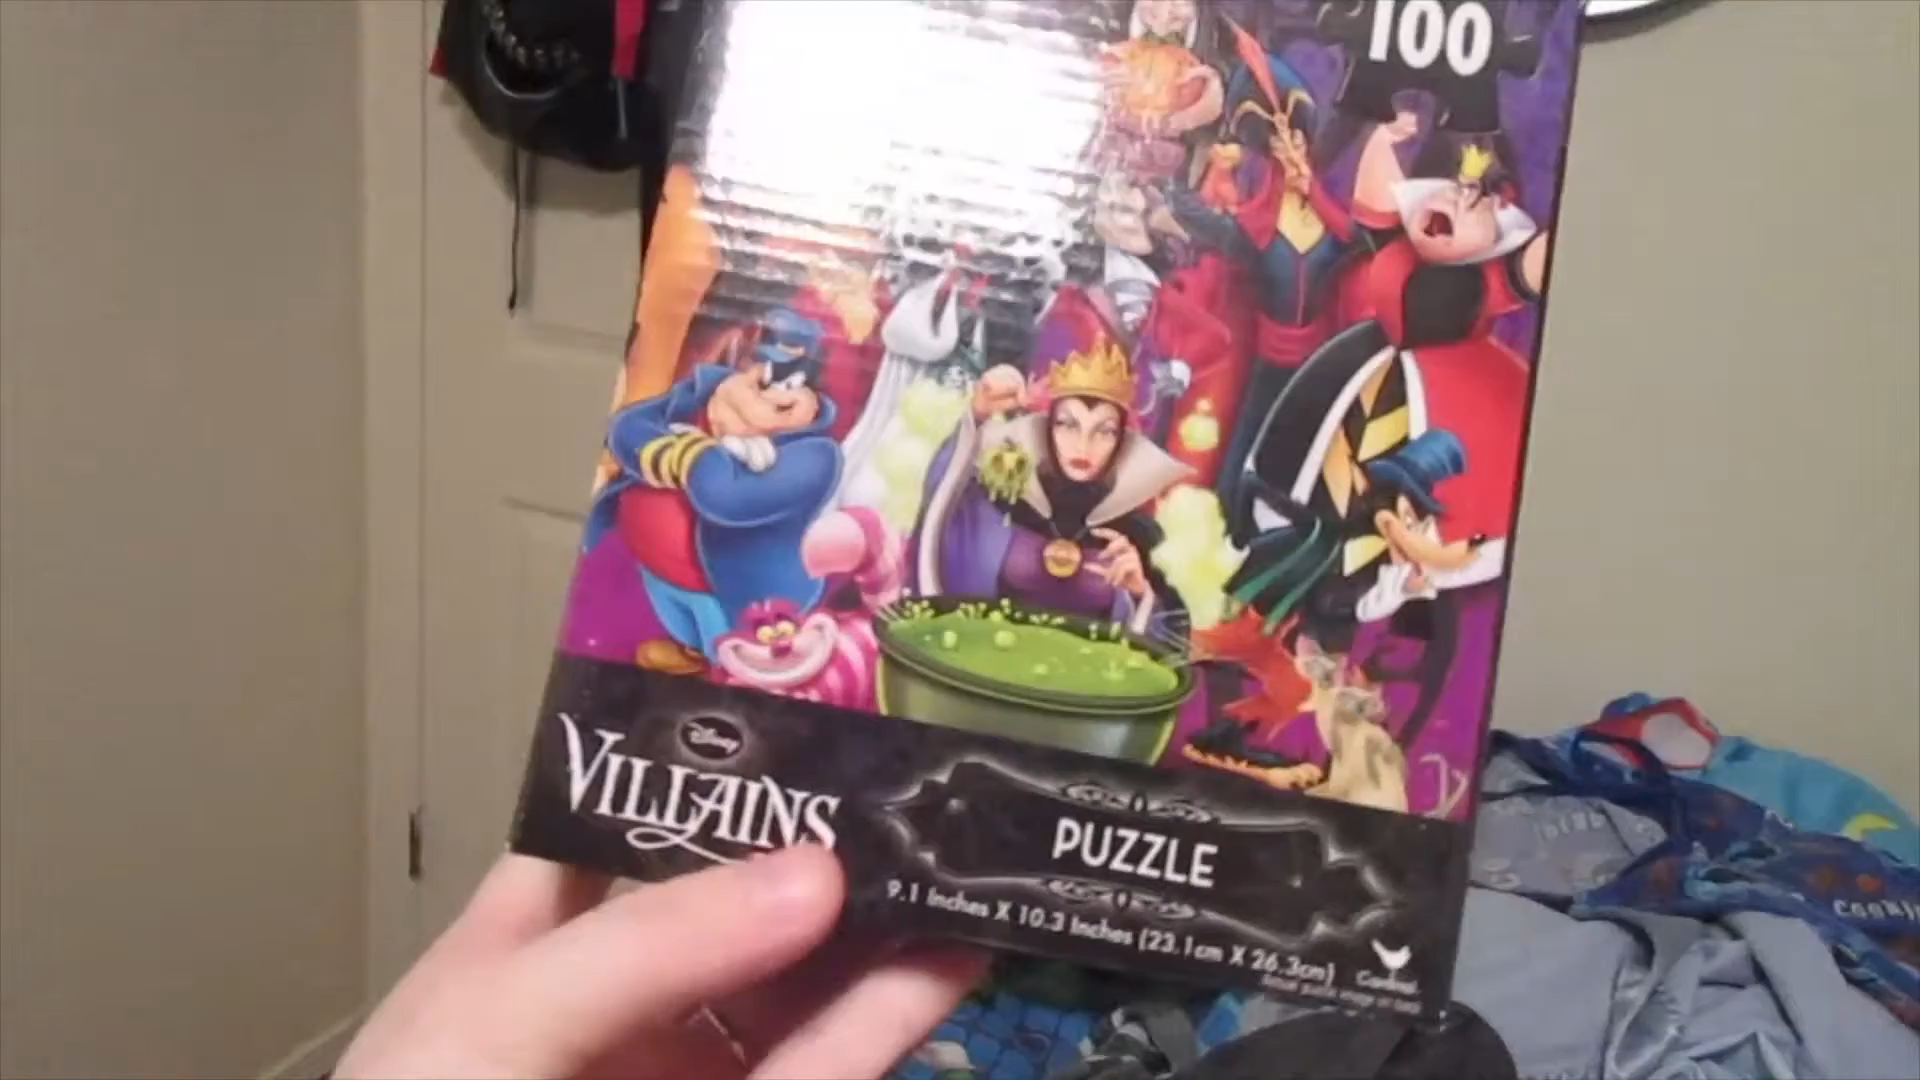 100
Disney
VILLAINS
PUZZLE
9.1 Inches X 10.3 Inches (23.1cm X 26.3cm)
Cardinal